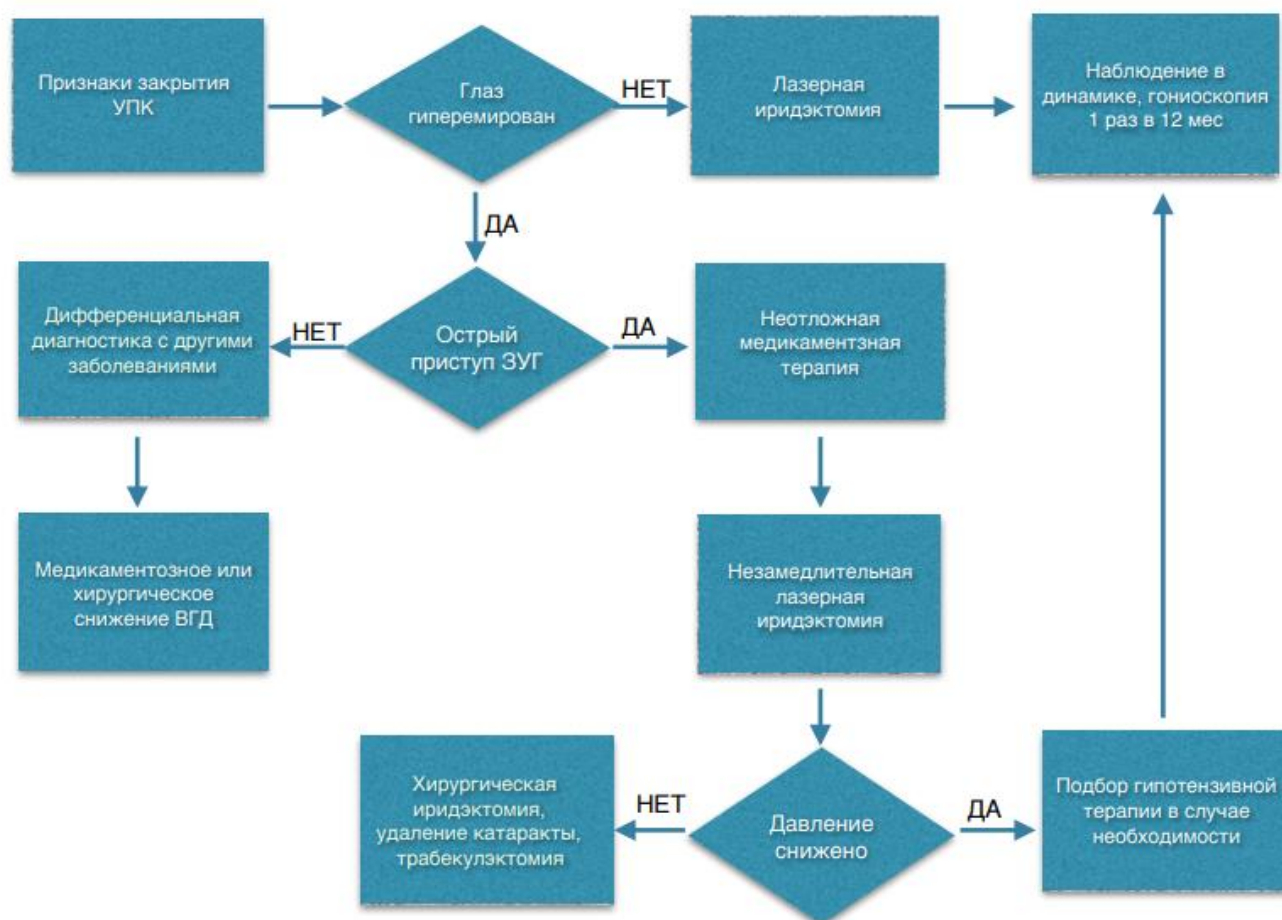 Признаки закрытия
УПК
Глаз
гиперемирован
НЕТ
Лазерная
иридэктомия
Наблюдение в
динамике, гониоскопия
1 раз в 12 мес
ДА
Дифференциальная
диагностика с другими
заболеваниями
НЕТ
Острый
приступ ЗУГ
ДА
Неотложная
медикаментзная
терапия
Медикаментозное или
хирургическое
снижение ВГД
Незамедлительная
лазерная
иридэктомия
Хирургическая
иридэктомия,
удаление катаракты,
трабекулэктомия
НЕТ
Давление
снижено
ДА
Подбор гипотензивной
терапии в случае
необходимости